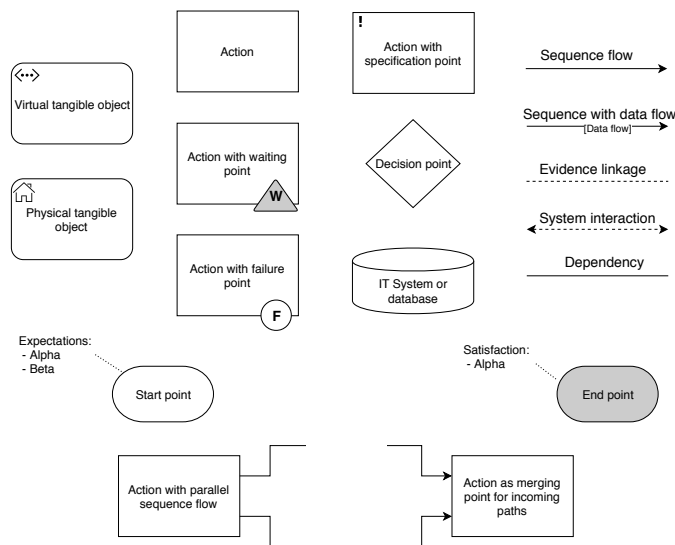 Action
!
Action with
specification point
Sequence flow
Virtual tangible object
Sequence with data flow
[Data flow]
Action with waiting
point
W
Decision point
Evidence linkage
Physical tangible
object
System interaction
Action with failure
point
F
IT System or
database
Dependency
Expectations:
- Alpha
- Beta
Start point
Satisfaction:
- Alpha
End point
Action with parallel
sequence flow
Action as merging
point for incoming
paths